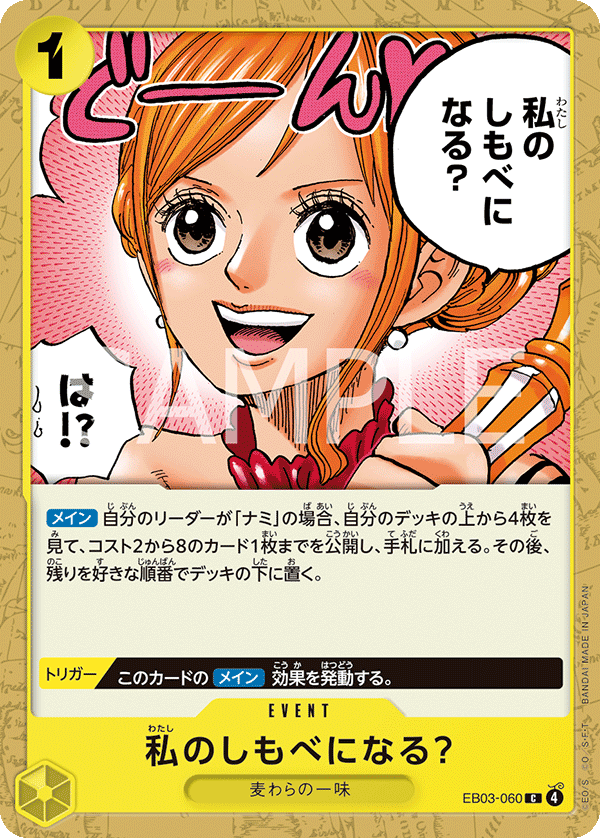 DLICHES EISMEER
1
どーん♥
私のしもべになる?
は!?
SAMPLE
メイン 自分のリーダーが「ナミ」の場合、自分のデッキの上から4枚を
見て、コスト2から8のカード1枚までを公開し、手札に加える。その後、
残りを好きな順番でデッキの下に置く。
トリガー このカードの メイン 効果を発動する。
EVENT
私のしもべになる?
麦わらの一味
EB03-060 C 4
BANDAI MADE IN JAPAN